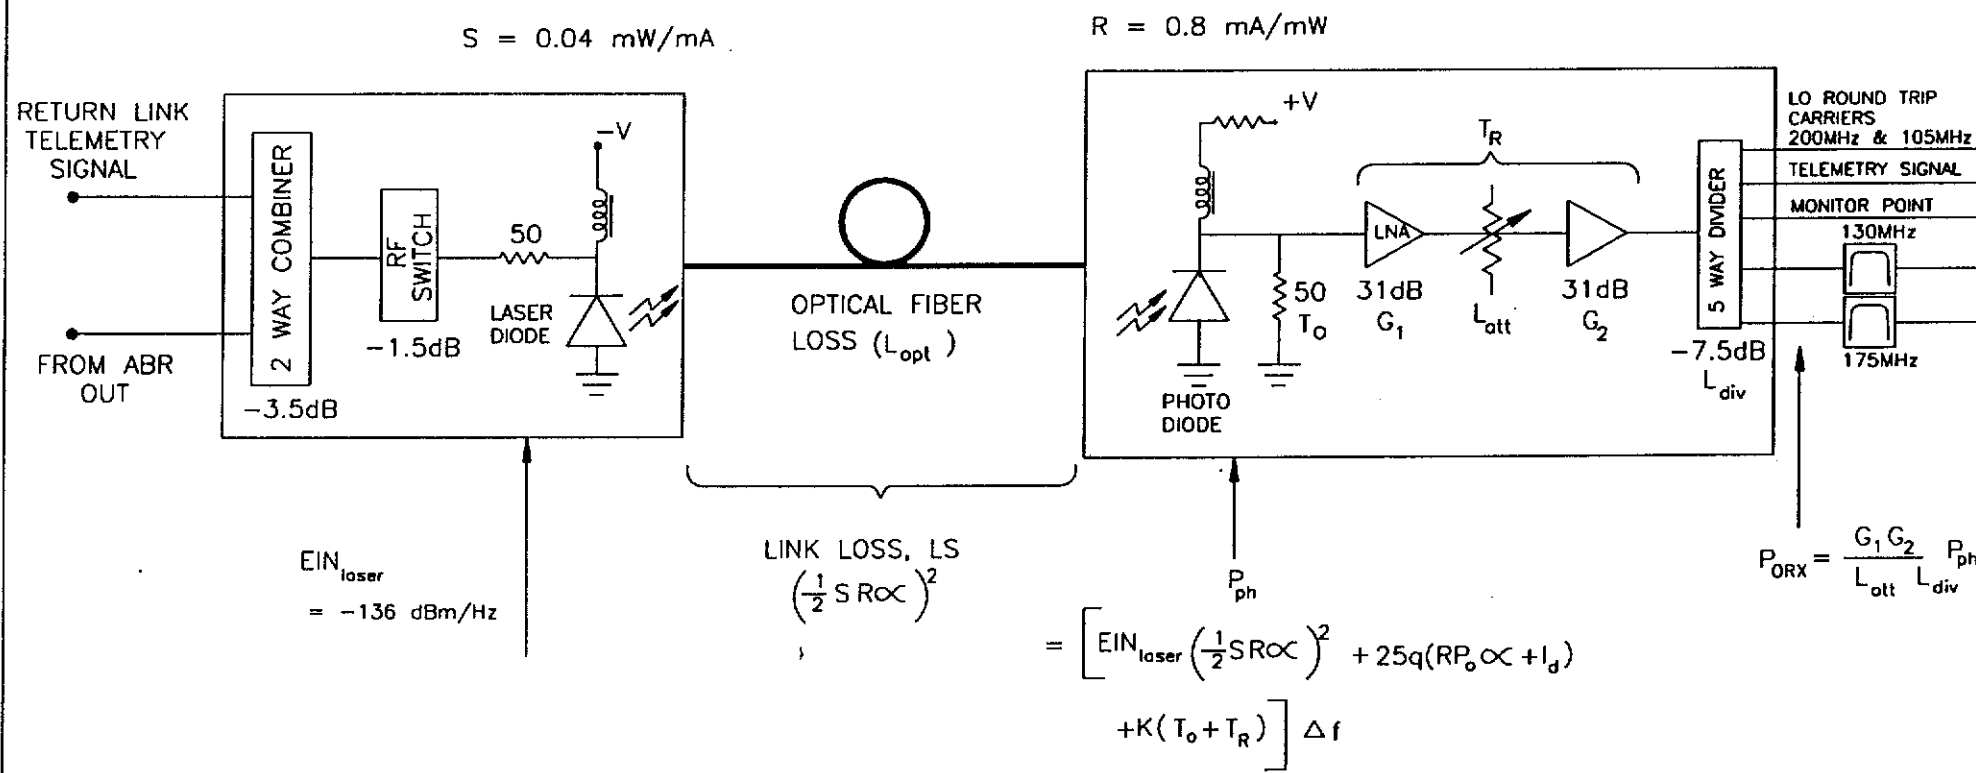 S = 0.04 mW/mA
R = 0.8 mA/mW
RETURN LINK
TELEMETRY
SIGNAL
FROM ABR
OUT
2 WAY COMBINER
-3.5dB
RF
SWITCH
-1.5dB
50
-V
LASER
DIODE
OPTICAL FIBER
LOSS (L_opt)
+V
PHOTO
DIODE
50
T_o
T_R
LNA
31dB
G_1
L_att
31dB
G_2
5 WAY DIVIDER
-7.5dB
L_div
LO ROUND TRIP
CARRIERS
200MHz & 105MHz
TELEMETRY SIGNAL
MONITOR POINT
130MHz
175MHz
EIN_laser
= -136 dBm/Hz
LINK LOSS, LS
(1/2 SR∝)^2
P_ph
= [EIN_laser (1/2 SR∝)^2 + 25q(RP_o∝ + I_d)
+K(T_o + T_R)] Δf
P_ORX = G_1 G_2 / L_att L_div P_ph